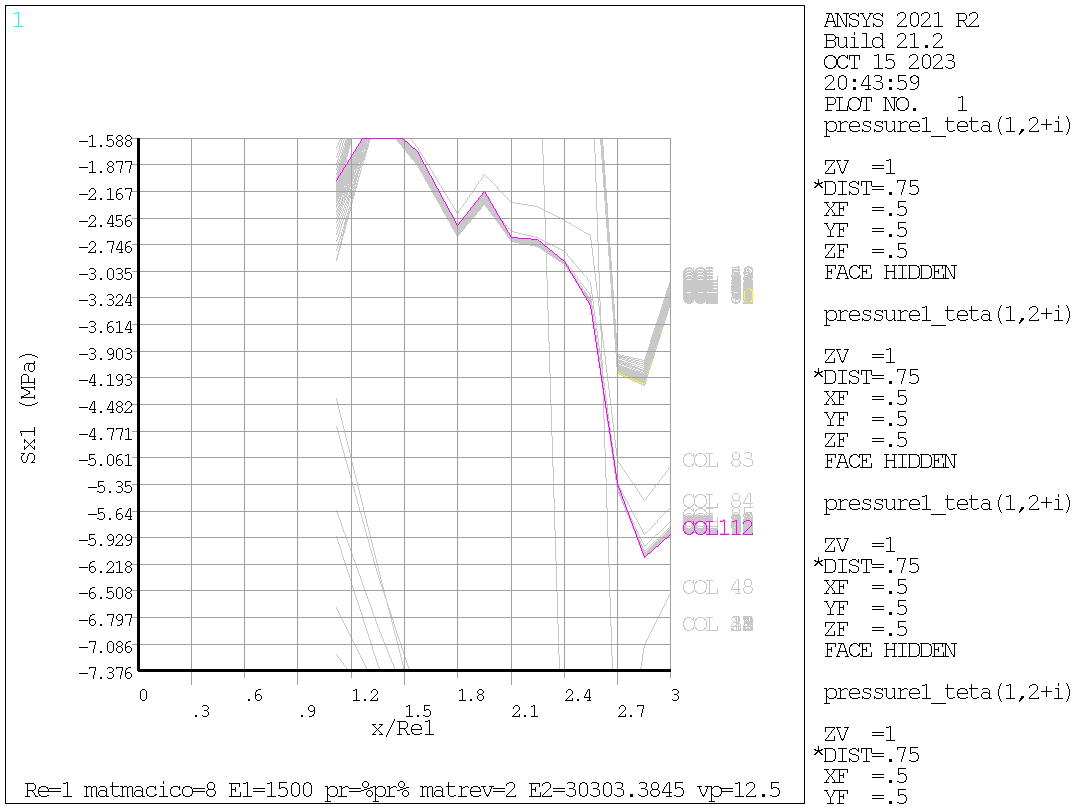 1
ANSYS 2021 R2
Build 21.2
OCT 15 2023
20:43:59
PLOT NO. 1
pressure1_teta(1,2+i)
ZV =1
*DIST=.75
XF =.5
YF =.5
ZF =.5
FACE HIDDEN
pressure1_teta(1,2+i)
ZV =1
*DIST=.75
XF =.5
YF =.5
ZF =.5
FACE HIDDEN
pressure1_teta(1,2+i)
ZV =1
*DIST=.75
XF =.5
YF =.5
ZF =.5
FACE HIDDEN
pressure1_teta(1,2+i)
ZV =1
*DIST=.75
XF =.5
YF =.5
Sx1 (MPa)
-1.588
-1.877
-2.167
-2.456
-2.746
-3.035
-3.324
-3.614
-3.903
-4.193
-4.482
-4.771
-5.061
-5.35
-5.64
-5.929
-6.218
-6.508
-6.797
-7.086
-7.376
COL 83
COL 84
COL112
COL 48
COL
0 .6 1.2 1.8 2.4 3
.3 .9 1.5 2.1 2.7
x/Re1
Re=1 matmacico=8 E1=1500 pr=%pr% matrev=2 E2=30303.3845 vp=12.5